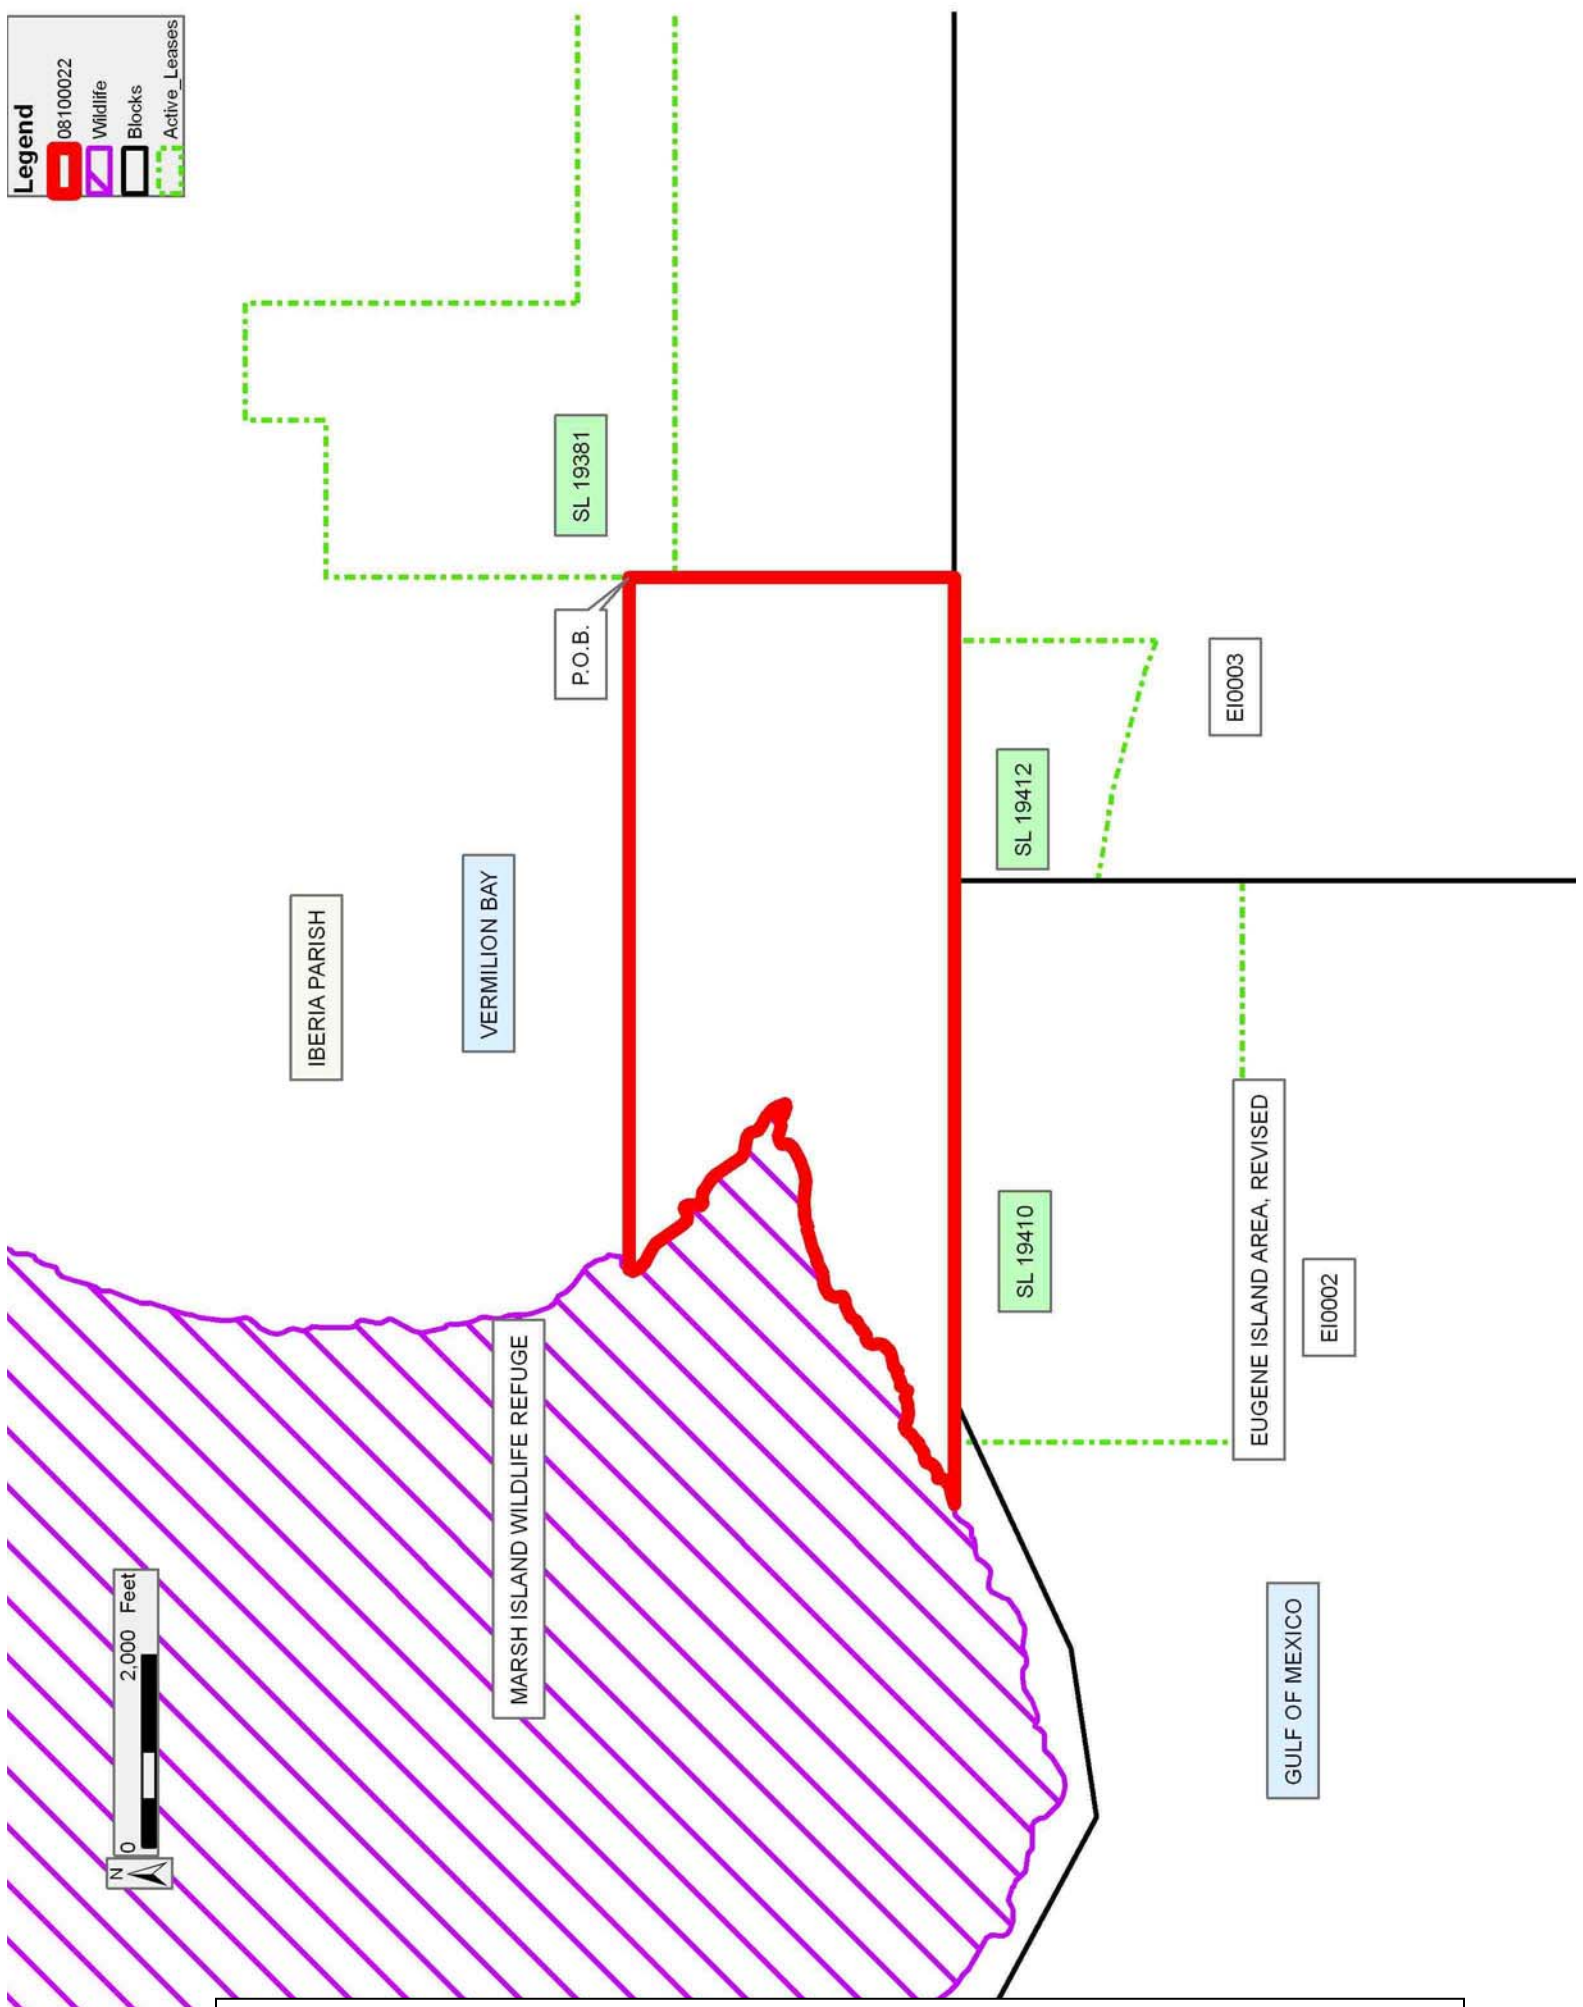 Legend
08100022
Wildlife
Blocks
Active_Leases
SL 19381
P.O.B.
IBERIA PARISH
VERMILION BAY
EI0003
SL 19412
MARSH ISLAND WILDLIFE REFUGE
SL 19410
EUGENE ISLAND AREA, REVISED
EI0002
GULF OF MEXICO
0 2,000 Feet
N